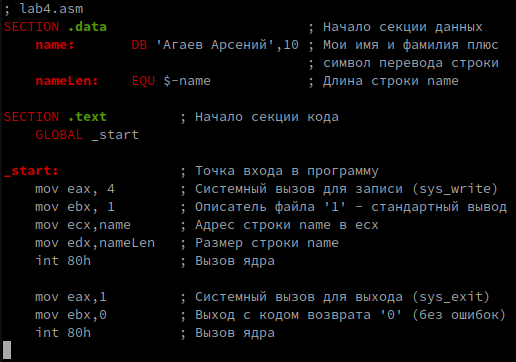 ; lab4.asm
SECTION .data                         ; Начало секции данных
    name:       DB 'Агаев Арсений',10 ; Мои имя и фамилия плюс
                                      ; символ перевода строки
    nameLen:    EQU $-name            ; Длина строки name
SECTION .text         ; Начало секции кода
    GLOBAL _start
_start:               ; Точка входа в программу
    mov eax, 4        ; Системный вызов для записи (sys_write)
    mov ebx, 1        ; Описатель файла '1' - стандартный вывод
    mov ecx,name      ; Адрес строки name в ecx
    mov edx,nameLen   ; Размер строки name
    int 80h           ; Вызов ядра
    mov eax,1         ; Системный вызов для выхода (sys_exit)
    mov ebx,0         ; Выход с кодом возврата '0' (без ошибок)
    int 80h           ; Вызов ядра